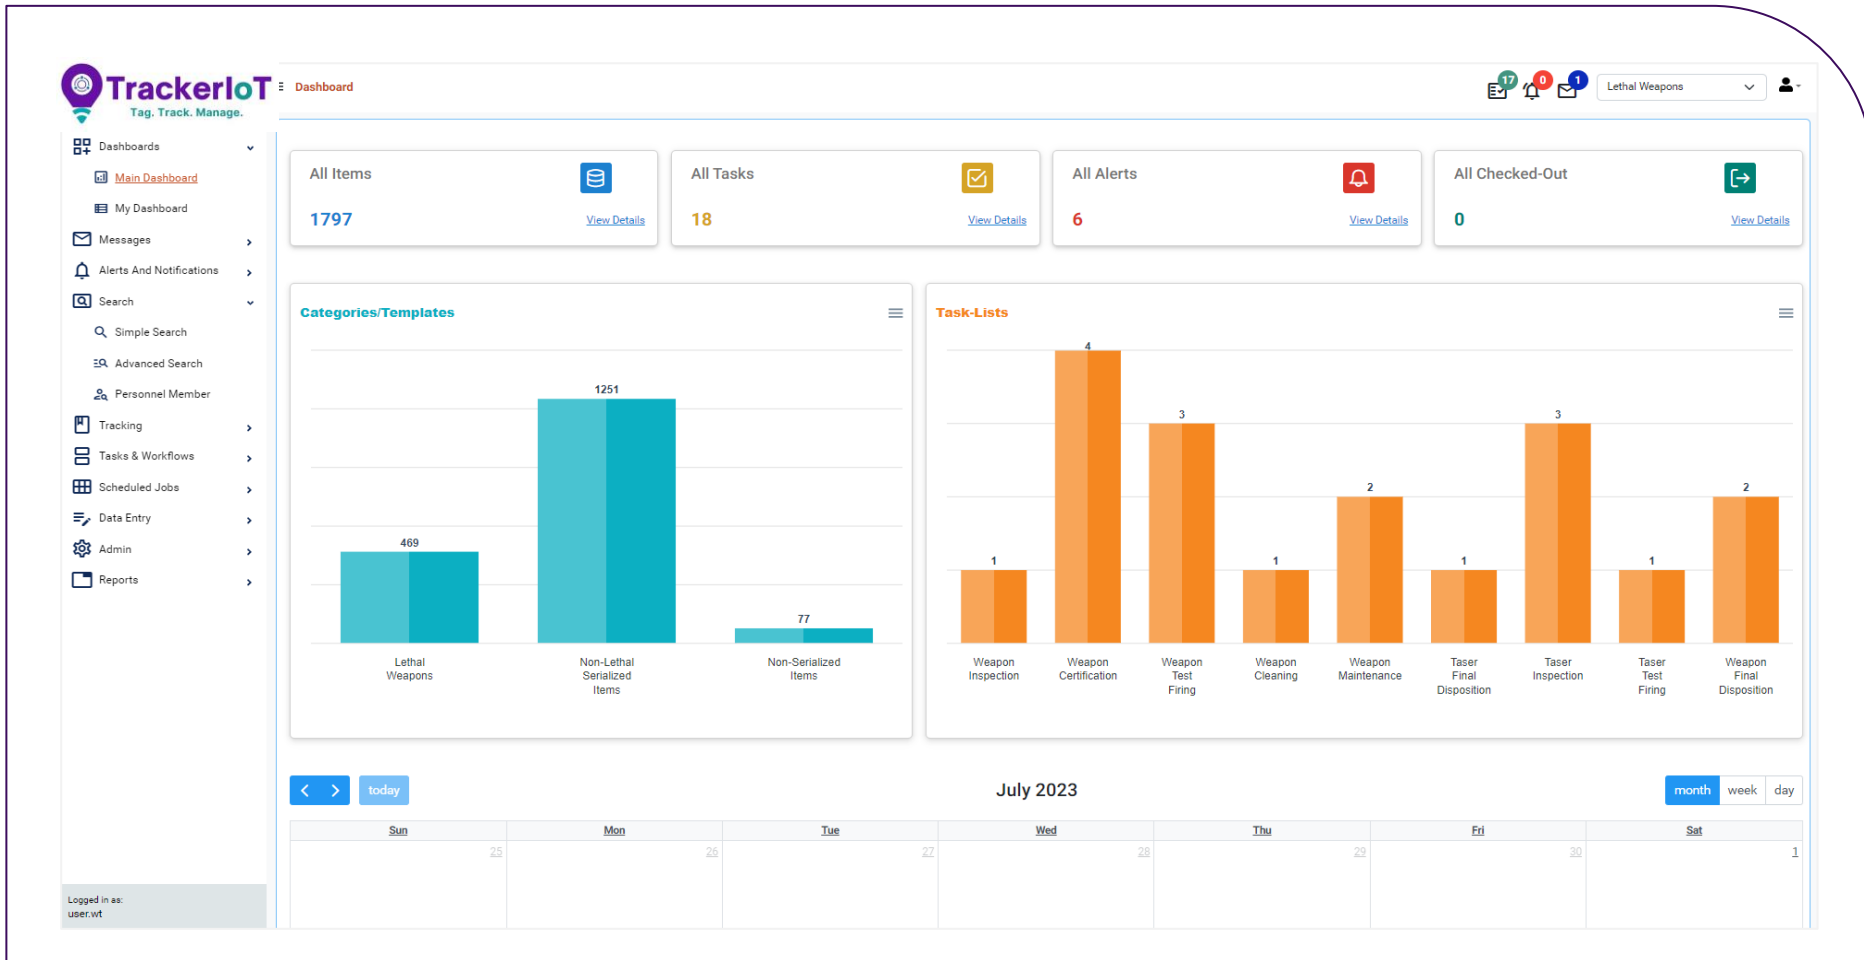 TrackerIoT
Tag. Track. Manage.
Dashboard
17
0
1
Lethal Weapons
Dashboards
Main Dashboard
My Dashboard
Messages
Alerts And Notifications
Search
Simple Search
Advanced Search
Personnel Member
Tracking
Tasks & Workflows
Scheduled Jobs
Data Entry
Admin
Reports
Logged in as:
user.wt
All Items
1797
View Details
All Tasks
18
View Details
All Alerts
6
View Details
All Checked-Out
0
View Details
Categories/Templates
469
1251
77
Lethal
Weapons
Non-Lethal
Serialized
Items
Non-Serialized
Items
Task-Lists
1
4
3
1
2
1
3
1
2
Weapon
Inspection
Weapon
Certification
Weapon
Test
Firing
Weapon
Cleaning
Weapon
Maintenance
Taser
Final
Disposition
Taser
Inspection
Taser
Test
Firing
Weapon
Final
Disposition
today
July 2023
month week day
Sun Mon Tue Wed Thu Fri Sat
25 26 27 28 29 30 1